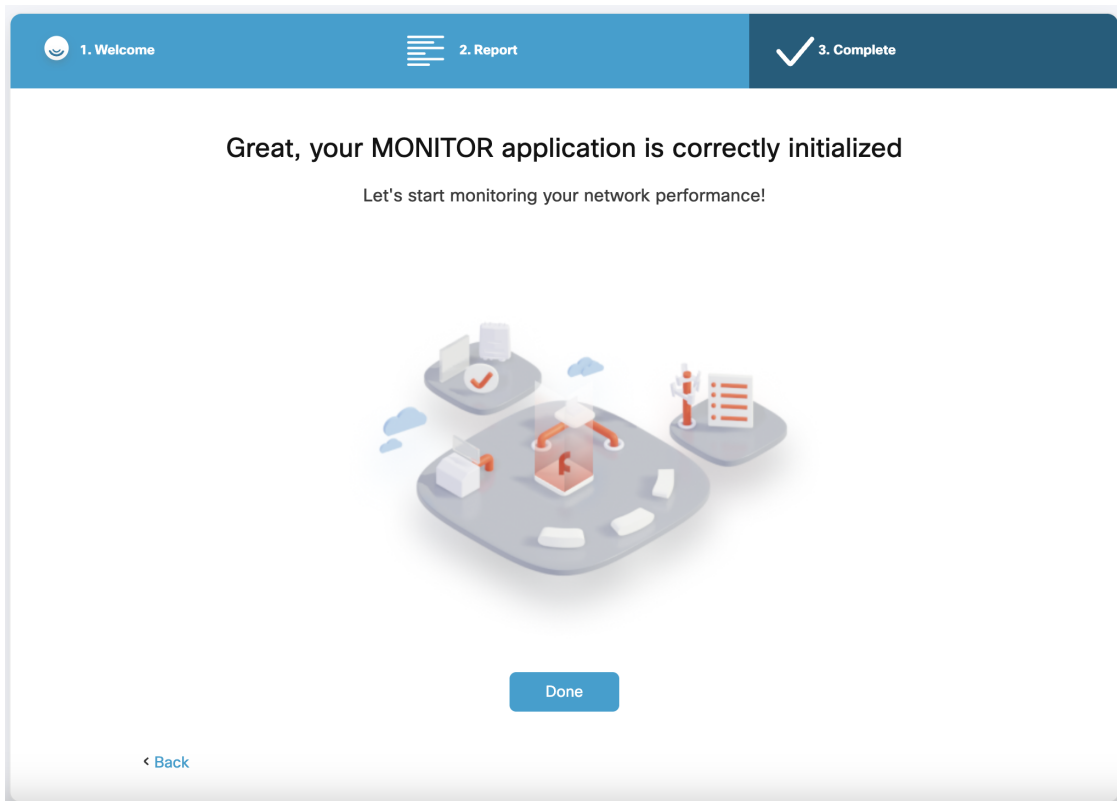 1. Welcome
2. Report
3. Complete
Great, your MONITOR application is correctly initialized
Let's start monitoring your network performance!
Done
Back